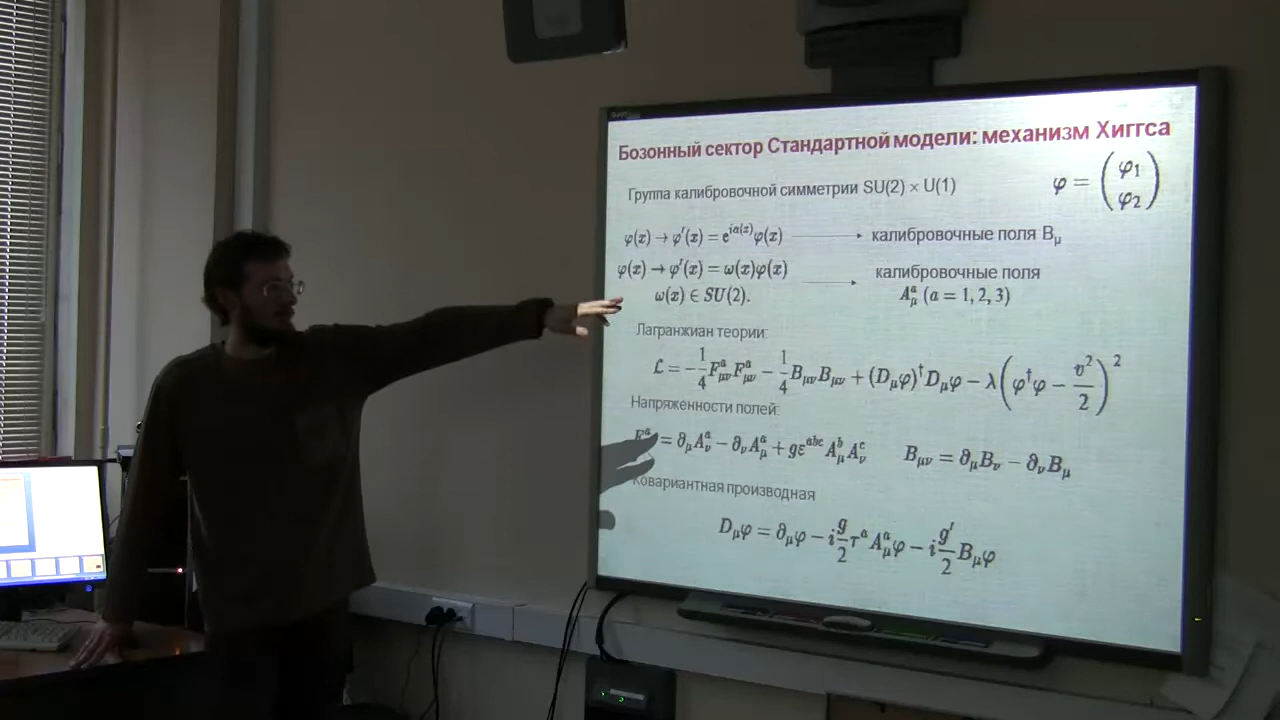 Бозонный сектор Стандартной модели: механизм Хиггса
Группа калибровочной симметрии SU(2) × U(1)
φ = (φ₁ φ₂)
φ(x) → φ′(x) = e^{iα(x)}φ(x) → калибровочные поля B_μ
φ(x) → φ′(x) = ω(x)φ(x) → калибровочные поля
ω(x) ∈ SU(2). A^a_μ (a = 1, 2, 3)
Лагранжиан теории:
ℒ = −1/4 F^a_{μν}F^a_{μν} − 1/4 B_{μν}B_{μν} + (D_μφ)†D_μφ − λ(φ†φ − v²/2)²
Напряженности полей:
F^a = ∂_μA^a_ν − ∂_νA^a_μ + gε^{abc}A^b_μA^c_ν B_{μν} = ∂_μB_ν − ∂_νB_μ
Ковариантная производная
D_μφ = ∂_μφ − i g/2 τ^a A^a_μφ − i g′/2 B_μφ